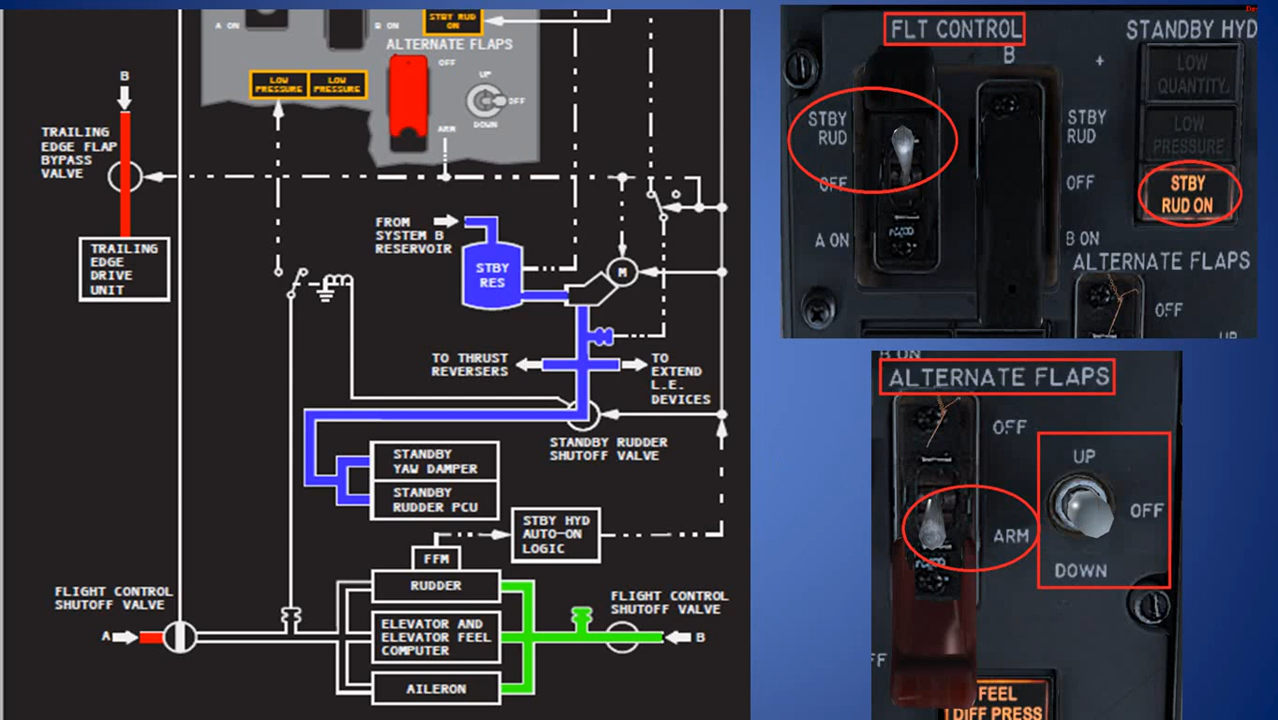 A ON
B ON
STBY RUD
ON
ALTERNATE FLAPS
OFF
UP
OFF
DOWN
ARM
LOW
PRESSURE
LOW
PRESSURE
B
TRAILING
EDGE FLAP
BYPASS
VALVE
TRAILING
EDGE
DRIVE
UNIT
FROM
SYSTEM B
RESERVOIR
STBY
RES
M
TO THRUST
REVERSERS
TO
EXTEND
L.E.
DEVICES
STANDBY RUDDER
SHUTOFF VALVE
STANDBY
YAW DAMPER
STANDBY
RUDDER PCU
STBY HYD
AUTO-ON
LOGIC
FFM
RUDDER
ELEVATOR AND
ELEVATOR FEEL
COMPUTER
AILERON
FLIGHT CONTROL
SHUTOFF VALVE
A
FLIGHT CONTROL
SHUTOFF VALVE
B
FLT CONTROL
B
STANDBY HYD
STBY
RUD
OFF
A ON
STBY
RUD
OFF
B ON
LOW
QUANTITY
LOW
PRESSURE
STBY
RUD ON
ALTERNATE FLAPS
OFF
UP
B ON
ALTERNATE FLAPS
OFF
ARM
UP
OFF
DOWN
FEEL
DIFF PRESS